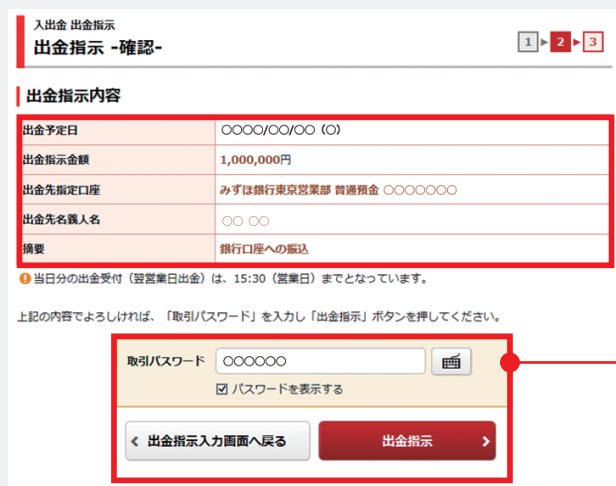 入出金 出金指示
出金指示 -確認-
1 2 3
出金指示内容
出金予定日 ○○○○/○○/○○ (○)
出金指示金額 1,000,000円
出金先指定口座 みずほ銀行東京営業部 普通預金 ○○○○○○○
出金先名義人名 ○○ ○○
摘要 銀行口座への振込
当日分の出金受付（翌営業日出金）は、15:30（営業日）までとなっています。
上記の内容でよろしければ、「取引パスワード」を入力し「出金指示」ボタンを押してください。
取引パスワード ○○○○○○
パスワードを表示する
出金指示入力画面へ戻る 出金指示